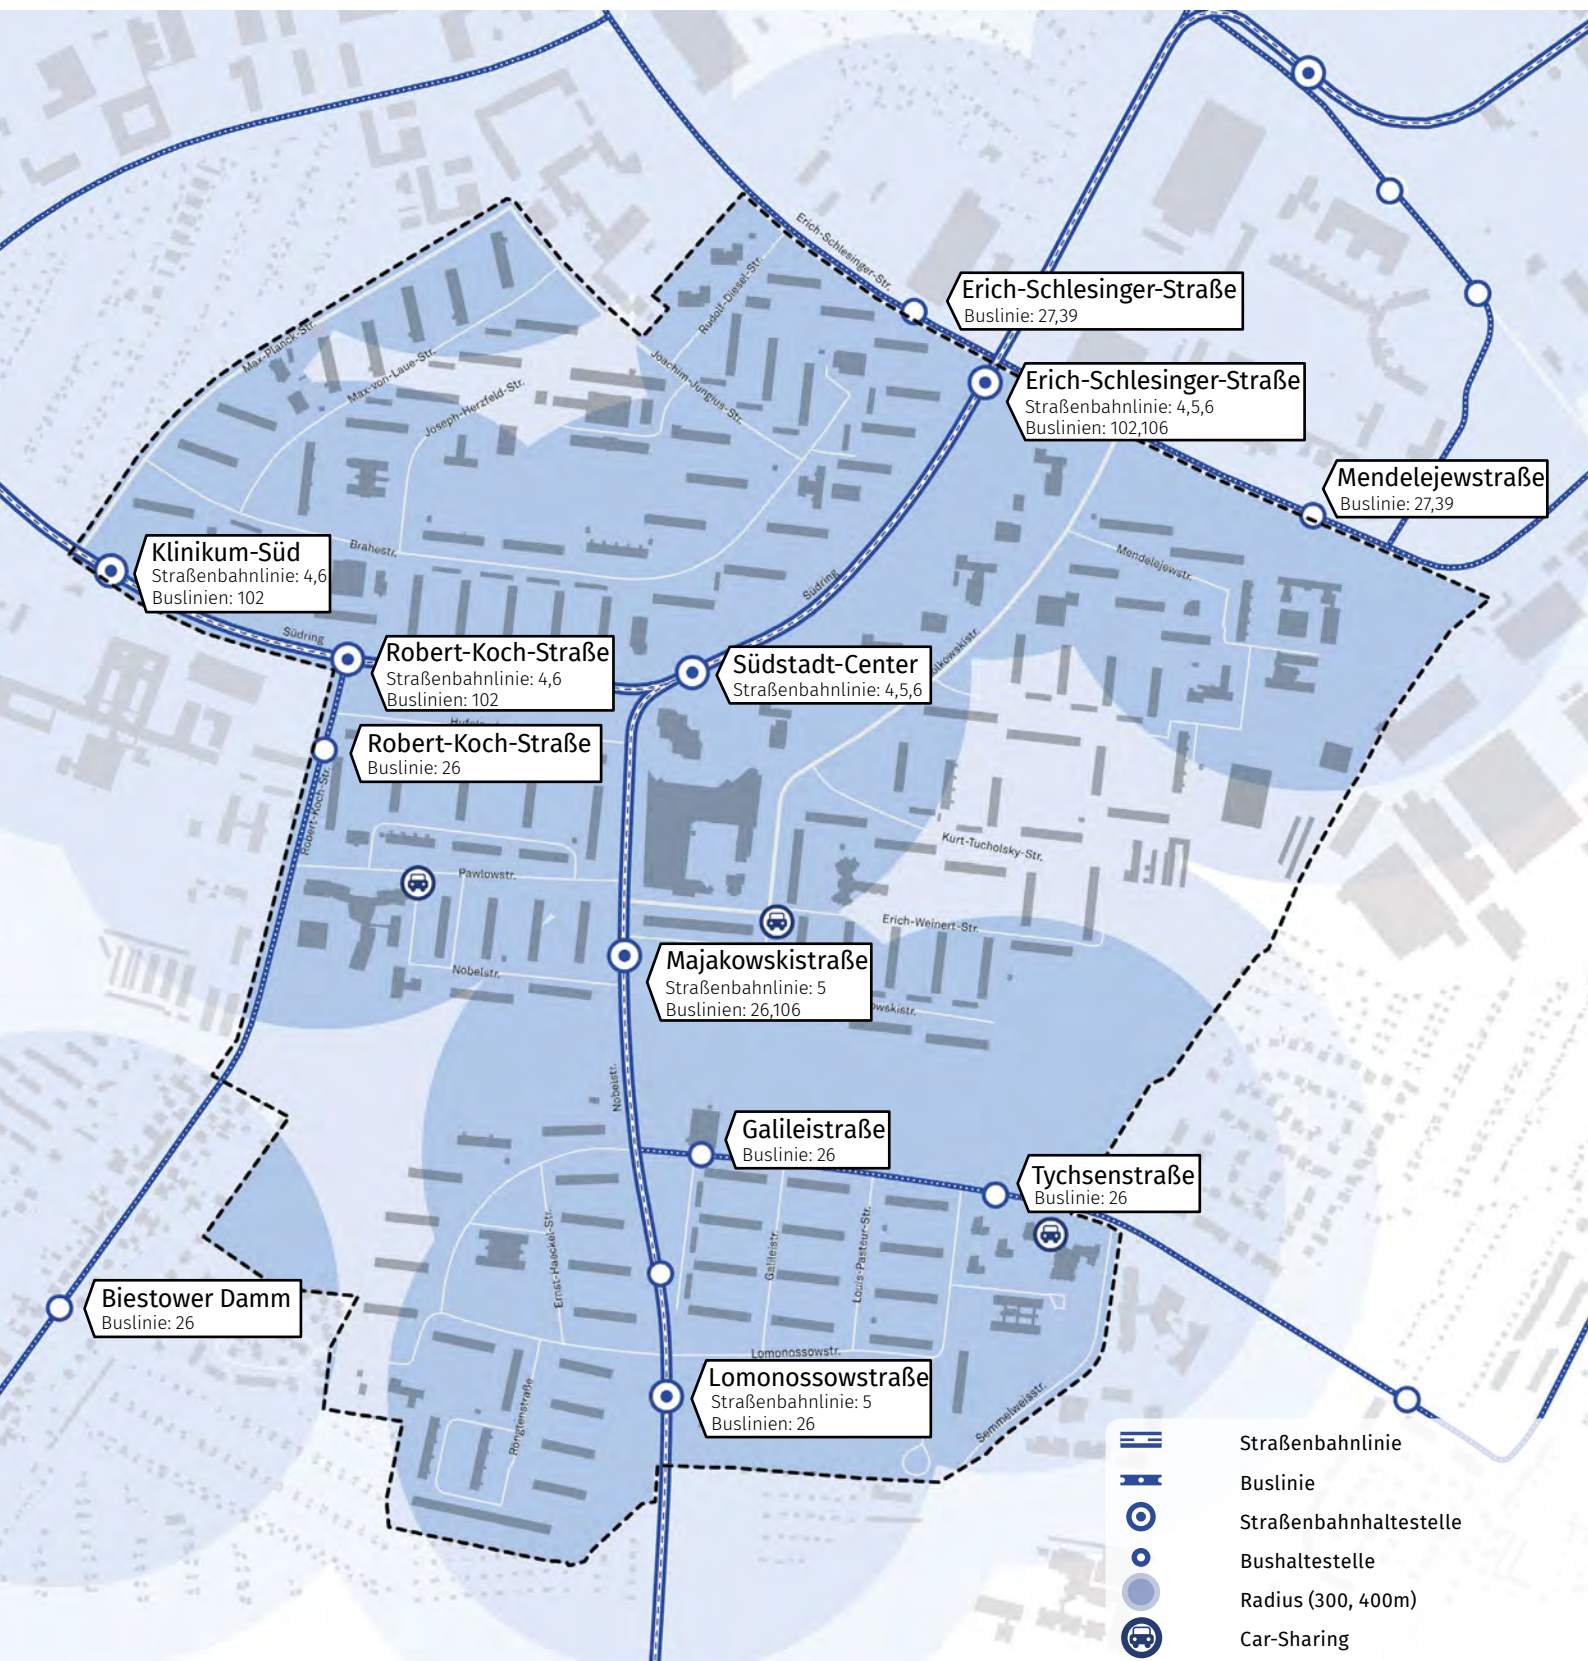 Erich-Schlesinger-Str.
Rudolf-Diesel-Str.
Erich-Schlesinger-Straße
Buslinie: 27,39
Max-Planck-Str.
Max-von-Laue-Str.
Joseph-Herzfeld-Str.
Joachim-Jungius-Str.
Erich-Schlesinger-Straße
Straßenbahnlinie: 4,5,6
Buslinien: 102,106
Mendelejewstraße
Buslinie: 27,39
Klinikum-Süd
Straßenbahnlinie: 4,6
Buslinien: 102
Brahestr.
Mendelejewstr.
Südring
Südring
Robert-Koch-Straße
Straßenbahnlinie: 4,6
Buslinien: 102
Südstadt-Center
Straßenbahnlinie: 4,5,6
olkowskistr.
Robert-Koch-Straße
Buslinie: 26
Robert-Koch-Str.
Kurt-Tucholsky-Str.
Pawlowstr.
Erich-Weinert-Str.
Nobelstr.
Majakowskistraße
Straßenbahnlinie: 5
Buslinien: 26,106
owskistr.
Nobelstr.
Galileistraße
Buslinie: 26
Tychsenstraße
Buslinie: 26
Ernst-Haeckel-Str.
Galileistr.
Louis-Pasteur-Str.
Biestower Damm
Buslinie: 26
Lomonossowstr.
Lomonossowstraße
Straßenbahnlinie: 5
Buslinien: 26
Röngtenstraße
Semmelweisstr.
Straßenbahnlinie
Buslinie
Straßenbahnhaltestelle
Bushaltestelle
Radius (300, 400m)
Car-Sharing